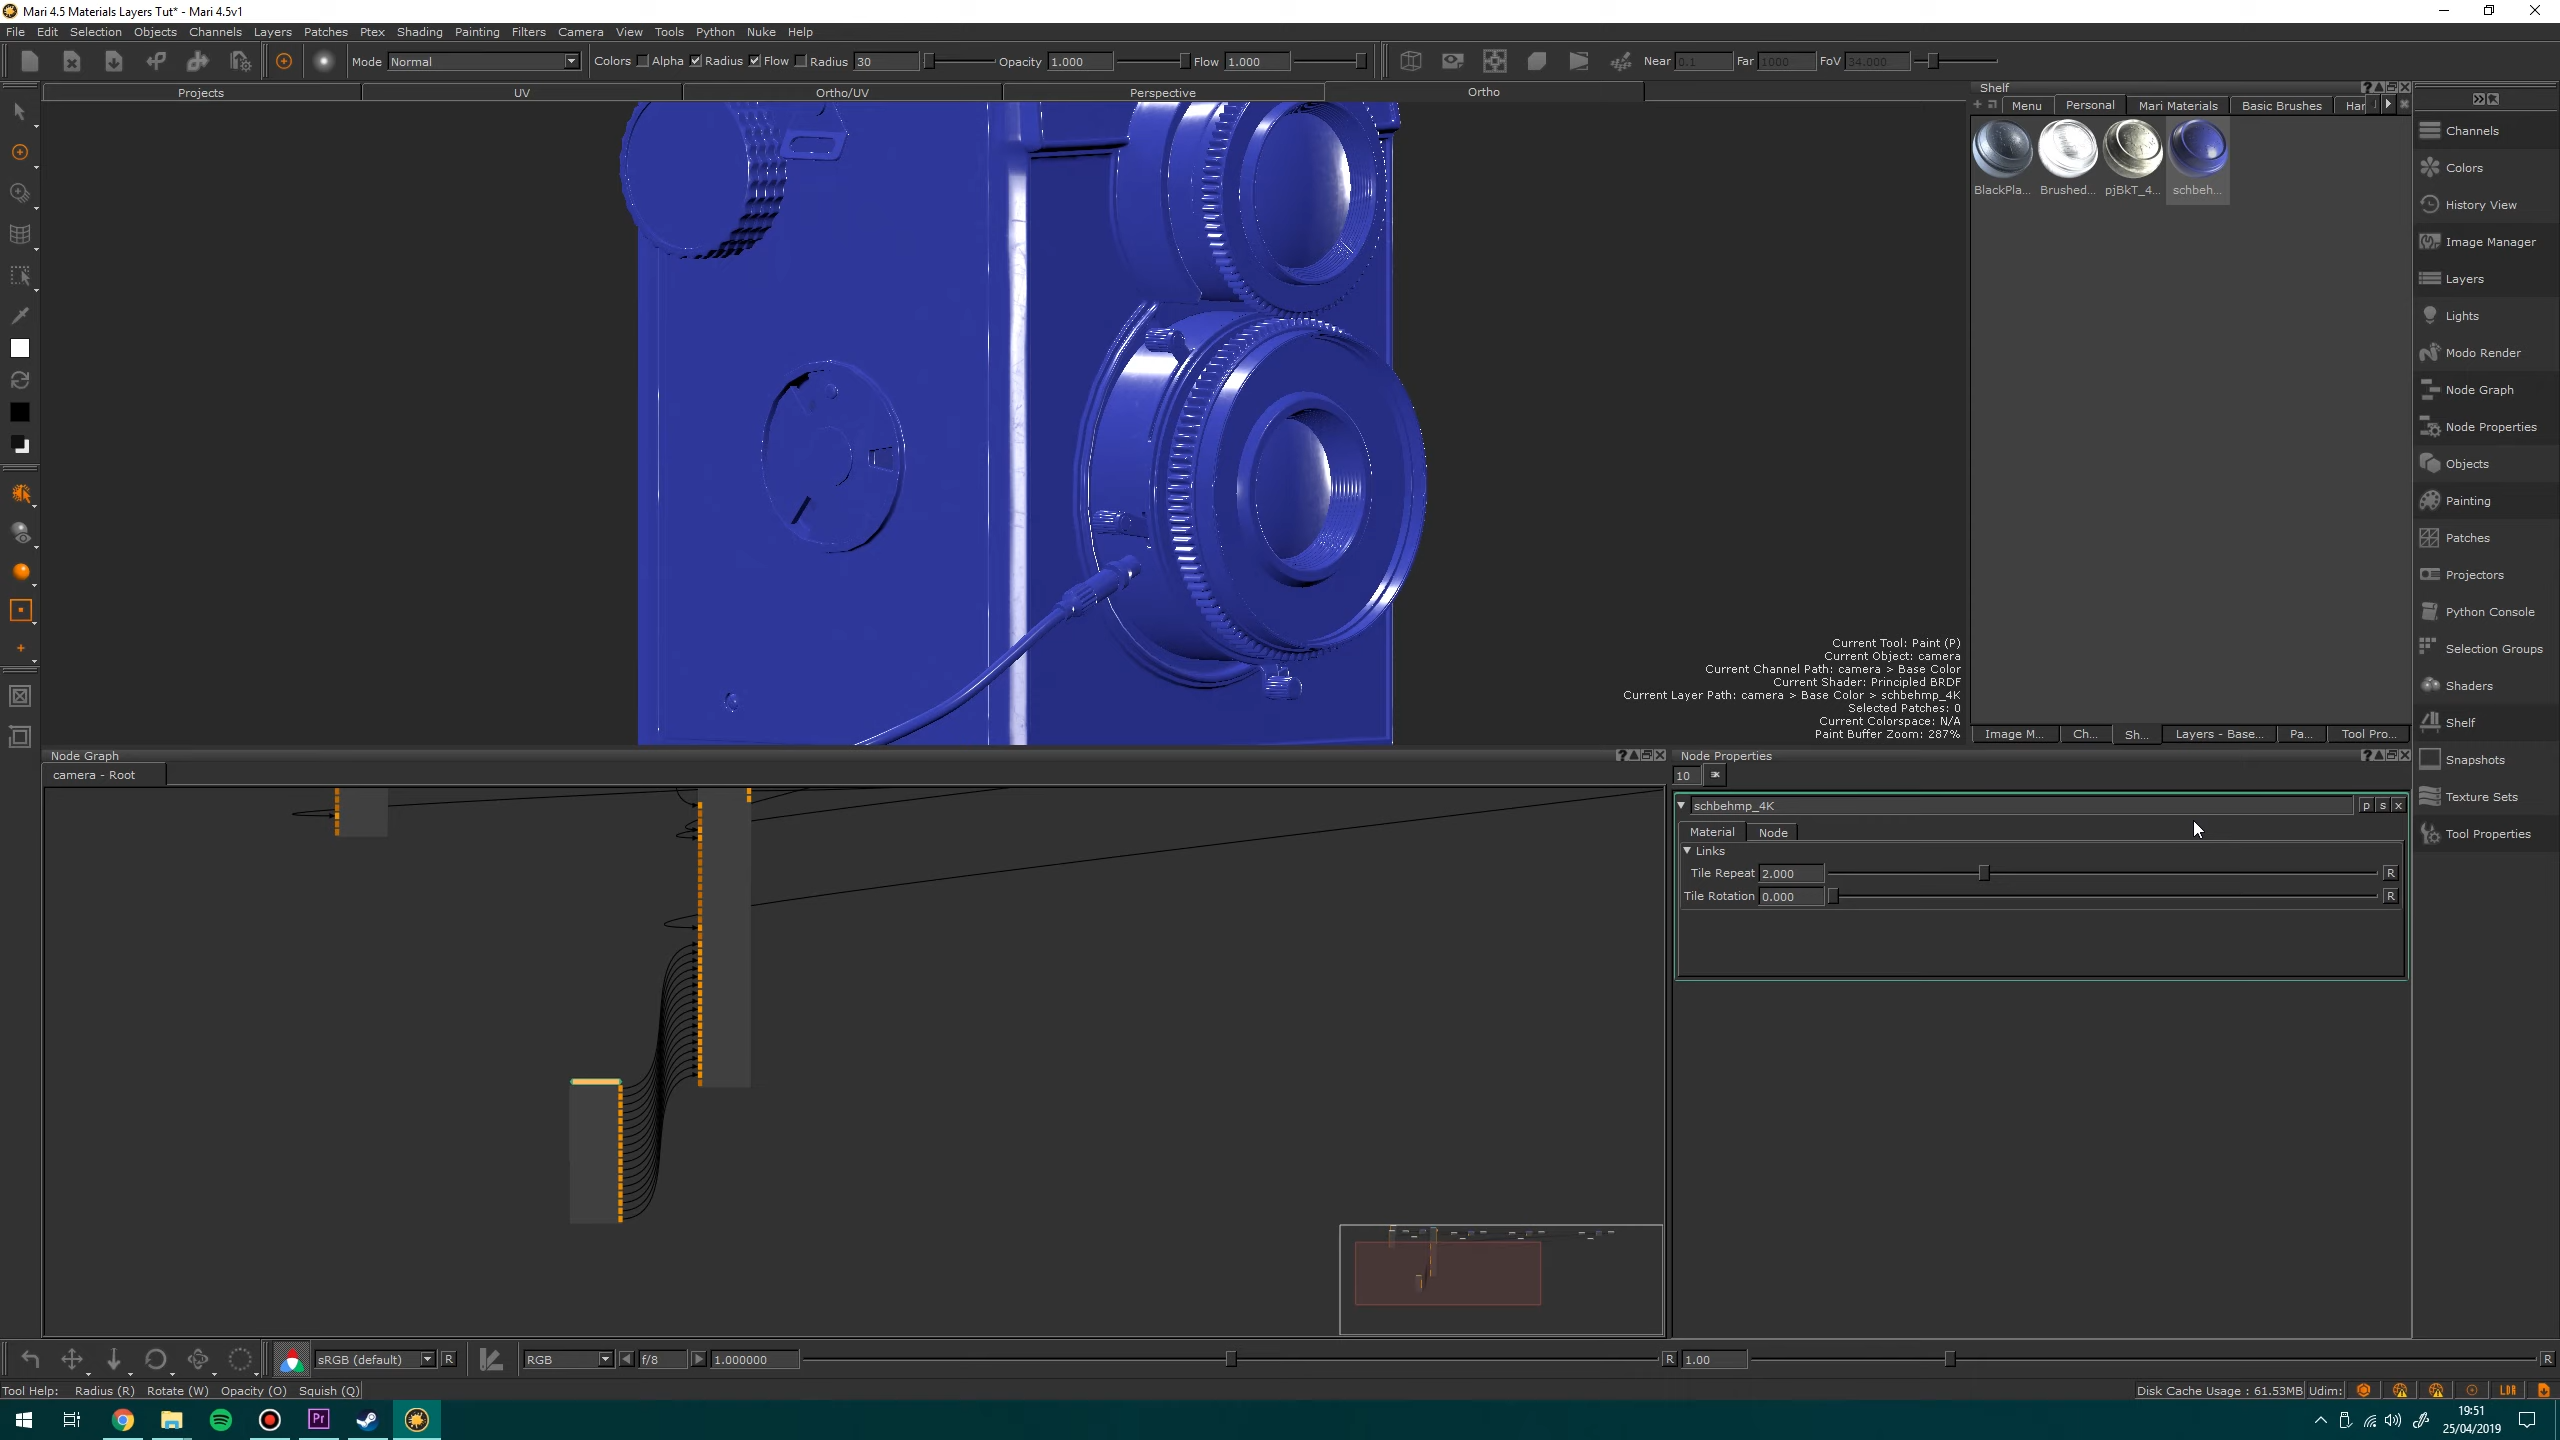 Mari 4.5 Materials Layers Tut* - Mari 4.5v1
File Edit Selection Objects Channels Layers Patches Ptex Shading Painting Filters Camera View Tools Python Nuke Help
Mode Normal Colors Alpha Radius Flow Radius 30 Opacity 1.000 Flow 1.000 Near 0.1 Far 1000 FoV 34.000
Projects UV Ortho/UV Perspective Ortho
Shelf
Menu Personal Mari Materials Basic Brushes Har
BlackPla... Brushed... pjBkT_4... schbeh...
Channels
Colors
History View
Image Manager
Layers
Lights
Modo Render
Node Graph
Node Properties
Objects
Painting
Patches
Projectors
Python Console
Selection Groups
Shaders
Shelf
Snapshots
Texture Sets
Tool Properties
Current Tool: Paint (P)
Current Object: camera
Current Channel Path: camera > Base Color
Current Shader: Principled BRDF
Current Layer Path: camera > Base Color > schbehmp_4K
Selected Patches: 0
Current Colorspace: N/A
Paint Buffer Zoom: 287%
Image M... Ch... Sh... Layers - Base... Pa... Tool Pro...
Node Graph
camera - Root
Node Properties
10
schbehmp_4K p s x
Material Node
Links
Tile Repeat 2.000 R
Tile Rotation 0.000 R
sRGB (default) R RGB f/8 1.000000 R 1.00 R
Tool Help: Radius (R) Rotate (W) Opacity (O) Squish (Q)
Disk Cache Usage : 61.53MB Udim: LDR
Pr
19:51
25/04/2019